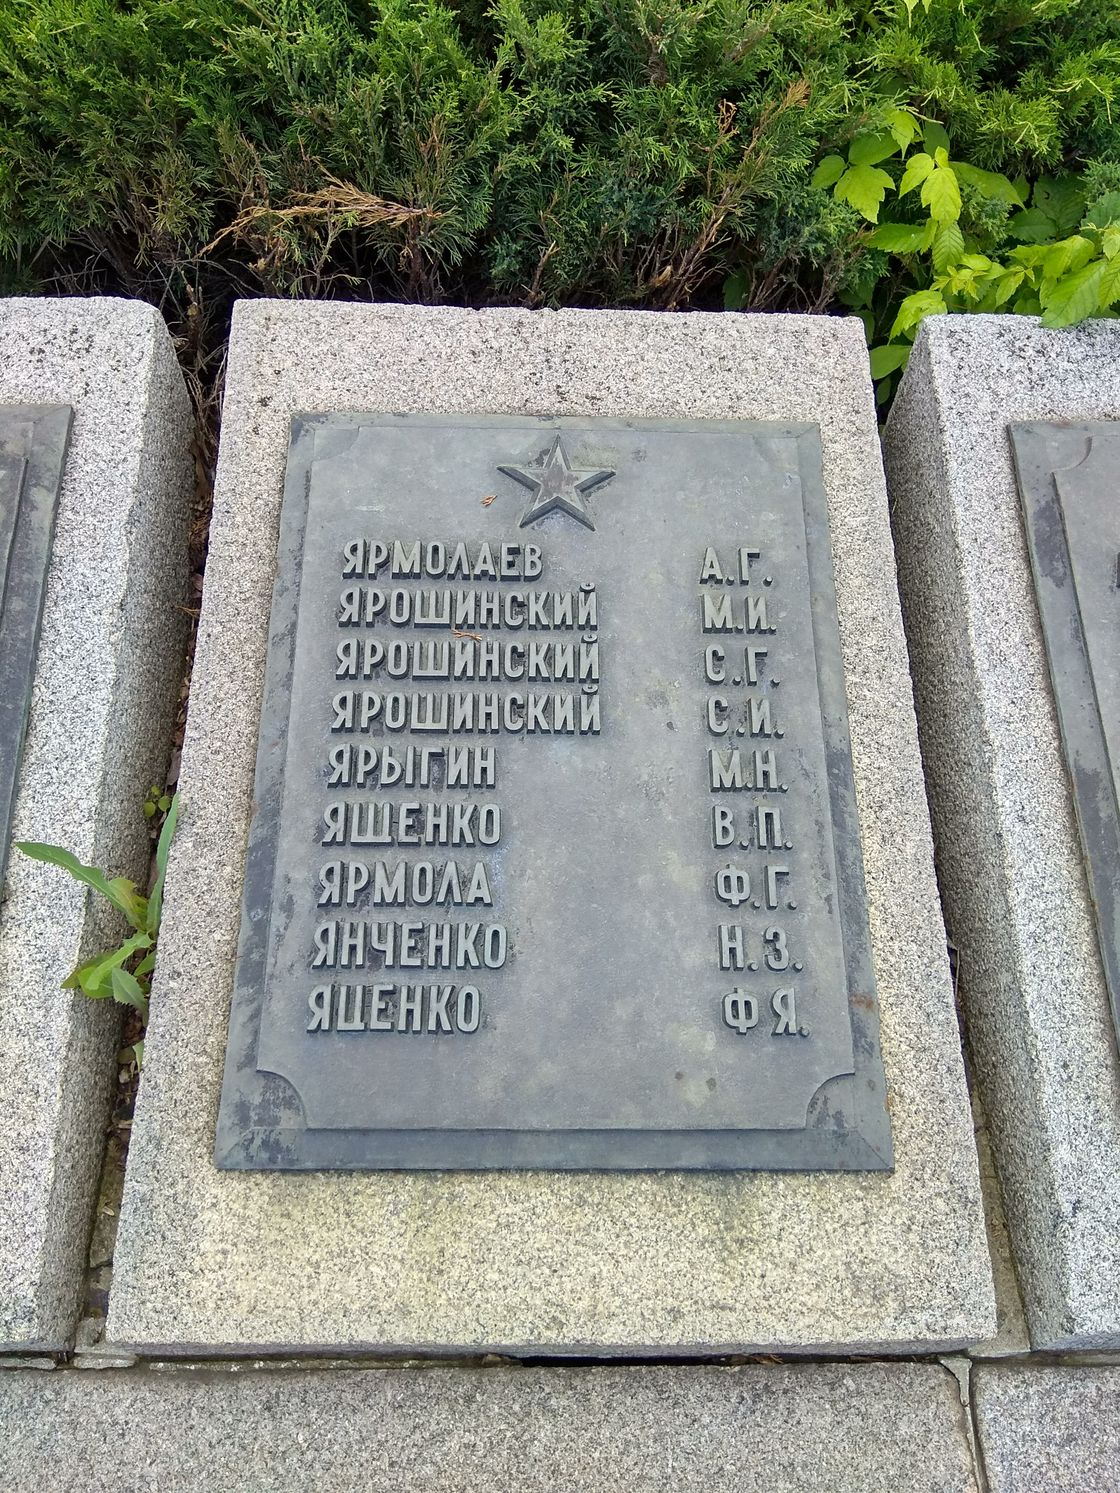 ЯРМОЛАЕВ А.Г.
ЯРОШИНСКИЙ М.И.
ЯРОШИНСКИЙ С.Г.
ЯРОШИНСКИЙ С.И.
ЯРЫГИН М.Н.
ЯЩЕНКО В.П.
ЯРМОЛА Ф.Г.
ЯНЧЕНКО Н.З.
ЯЦЕНКО Ф Я.